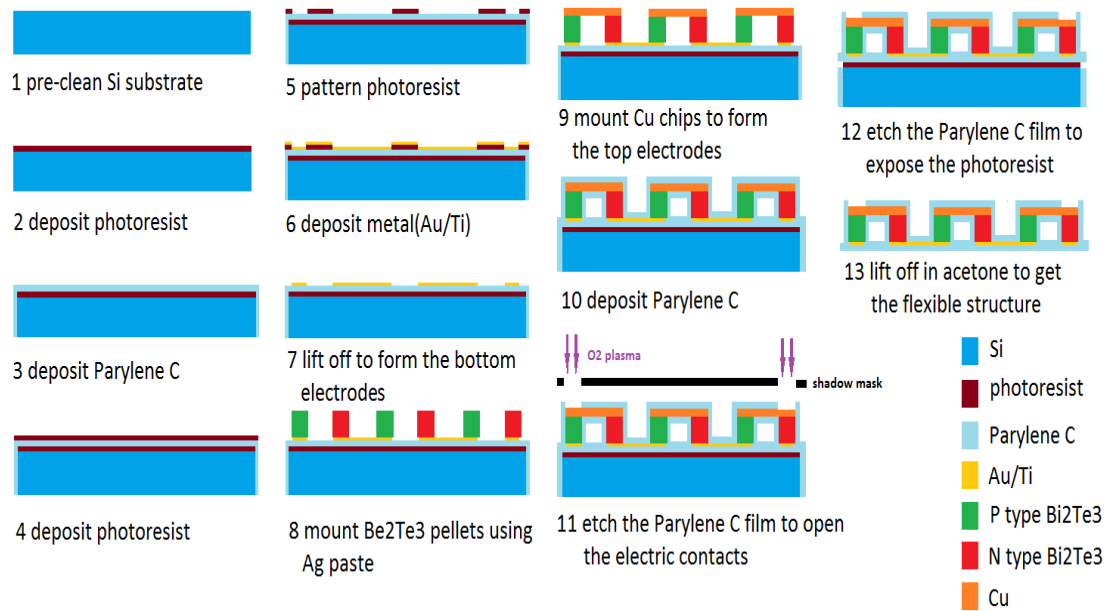 1 pre-clean Si substrate
2 deposit photoresist
3 deposit Parylene C
4 deposit photoresist
5 pattern photoresist
6 deposit metal(Au/Ti)
7 lift off to form the bottom
electrodes
8 mount Be2Te3 pellets using
Ag paste
9 mount Cu chips to form
the top electrodes
10 deposit Parylene C
O2 plasma
shadow mask
11 etch the Parylene C film to open
the electric contacts
12 etch the Parylene C film to
expose the photoresist
13 lift off in acetone to get
the flexible structure
Si
photoresist
Parylene C
Au/Ti
P type Bi2Te3
N type Bi2Te3
Cu